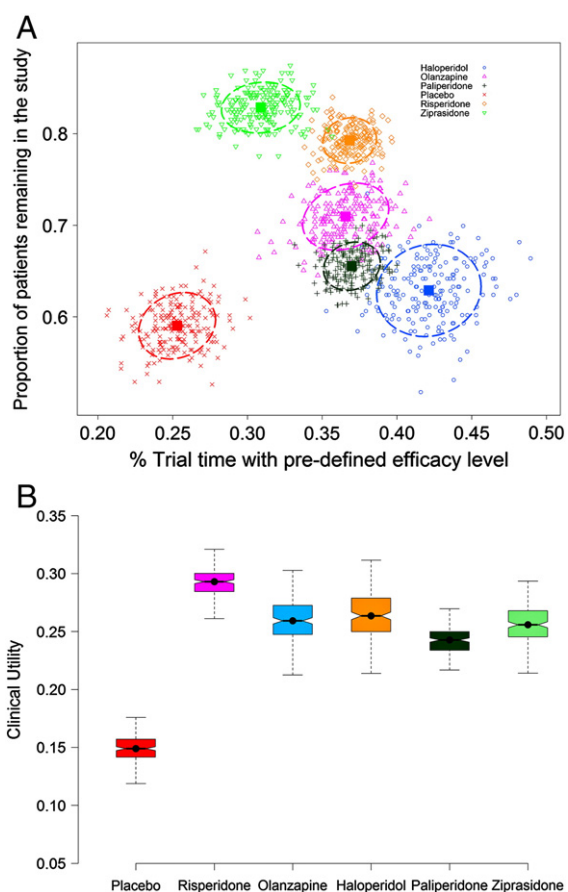 A
Proportion of patients remaining in the study
0.8
0.7
0.6
Haloperidol
Olanzapine
Paliperidone
Placebo
Risperidone
Ziprasidone
0.20 0.25 0.30 0.35 0.40 0.45 0.50
% Trial time with pre-defined efficacy level
B
Clinical Utility
0.35
0.30
0.25
0.20
0.15
0.10
0.05
Placebo Risperidone Olanzapine Haloperidol Paliperidone Ziprasidone